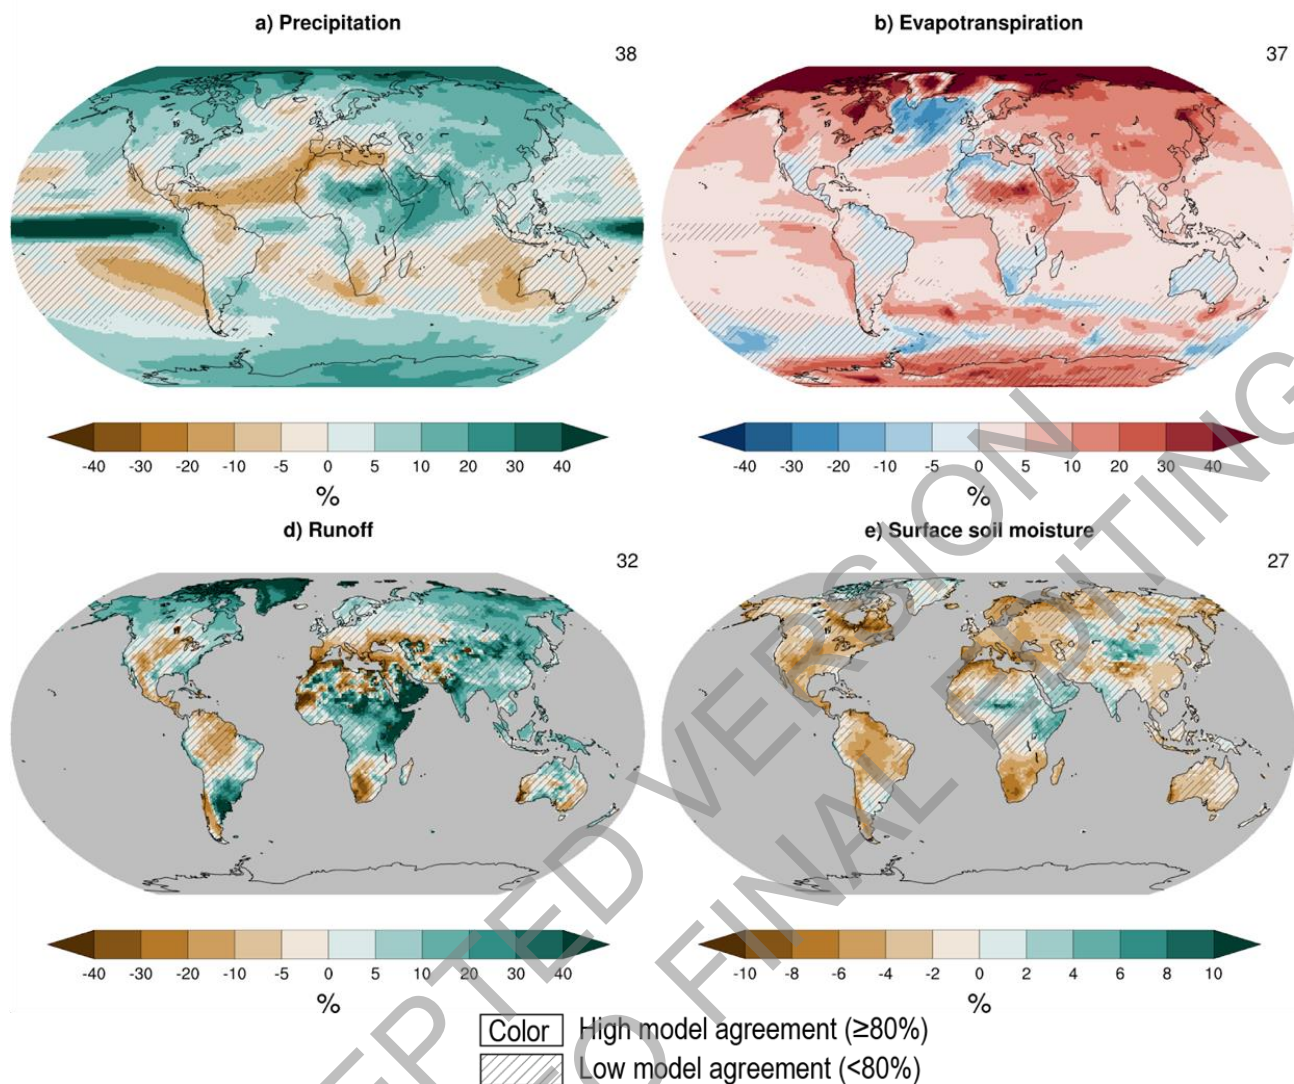 a) Precipitation
38
b) Evapotranspiration
37
-40 -30 -20 -10 -5 0 5 10 20 30 40
%
-40 -30 -20 -10 -5 0 5 10 20 30 40
%
d) Runoff
32
e) Surface soil moisture
27
-40 -30 -20 -10 -5 0 5 10 20 30 40
%
-10 -8 -6 -4 -2 0 2 4 6 8 10
%
Color High model agreement (≥80%)
Low model agreement (<80%)
PTED VERSION
O FINAL EDITING